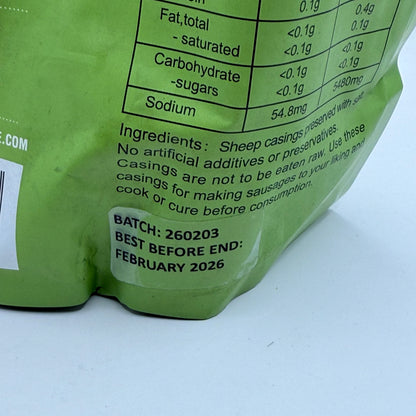 0.1g 0.4g
Fat,total <0.1g <0.1g
- saturated <0.1g <0.1g
Carbohydrate <0.1g <0.1g
-sugars <0.1g
Sodium 54.8mg 5480mg
Ingredients: Sheep casings preserved with salt.
No artificial additives or preservatives.
Casings are not to be eaten raw. Use these
casings for making sausages to your liking and
cook or cure before consumption.
E.COM
BATCH: 260203
BEST BEFORE END:
FEBRUARY 2026